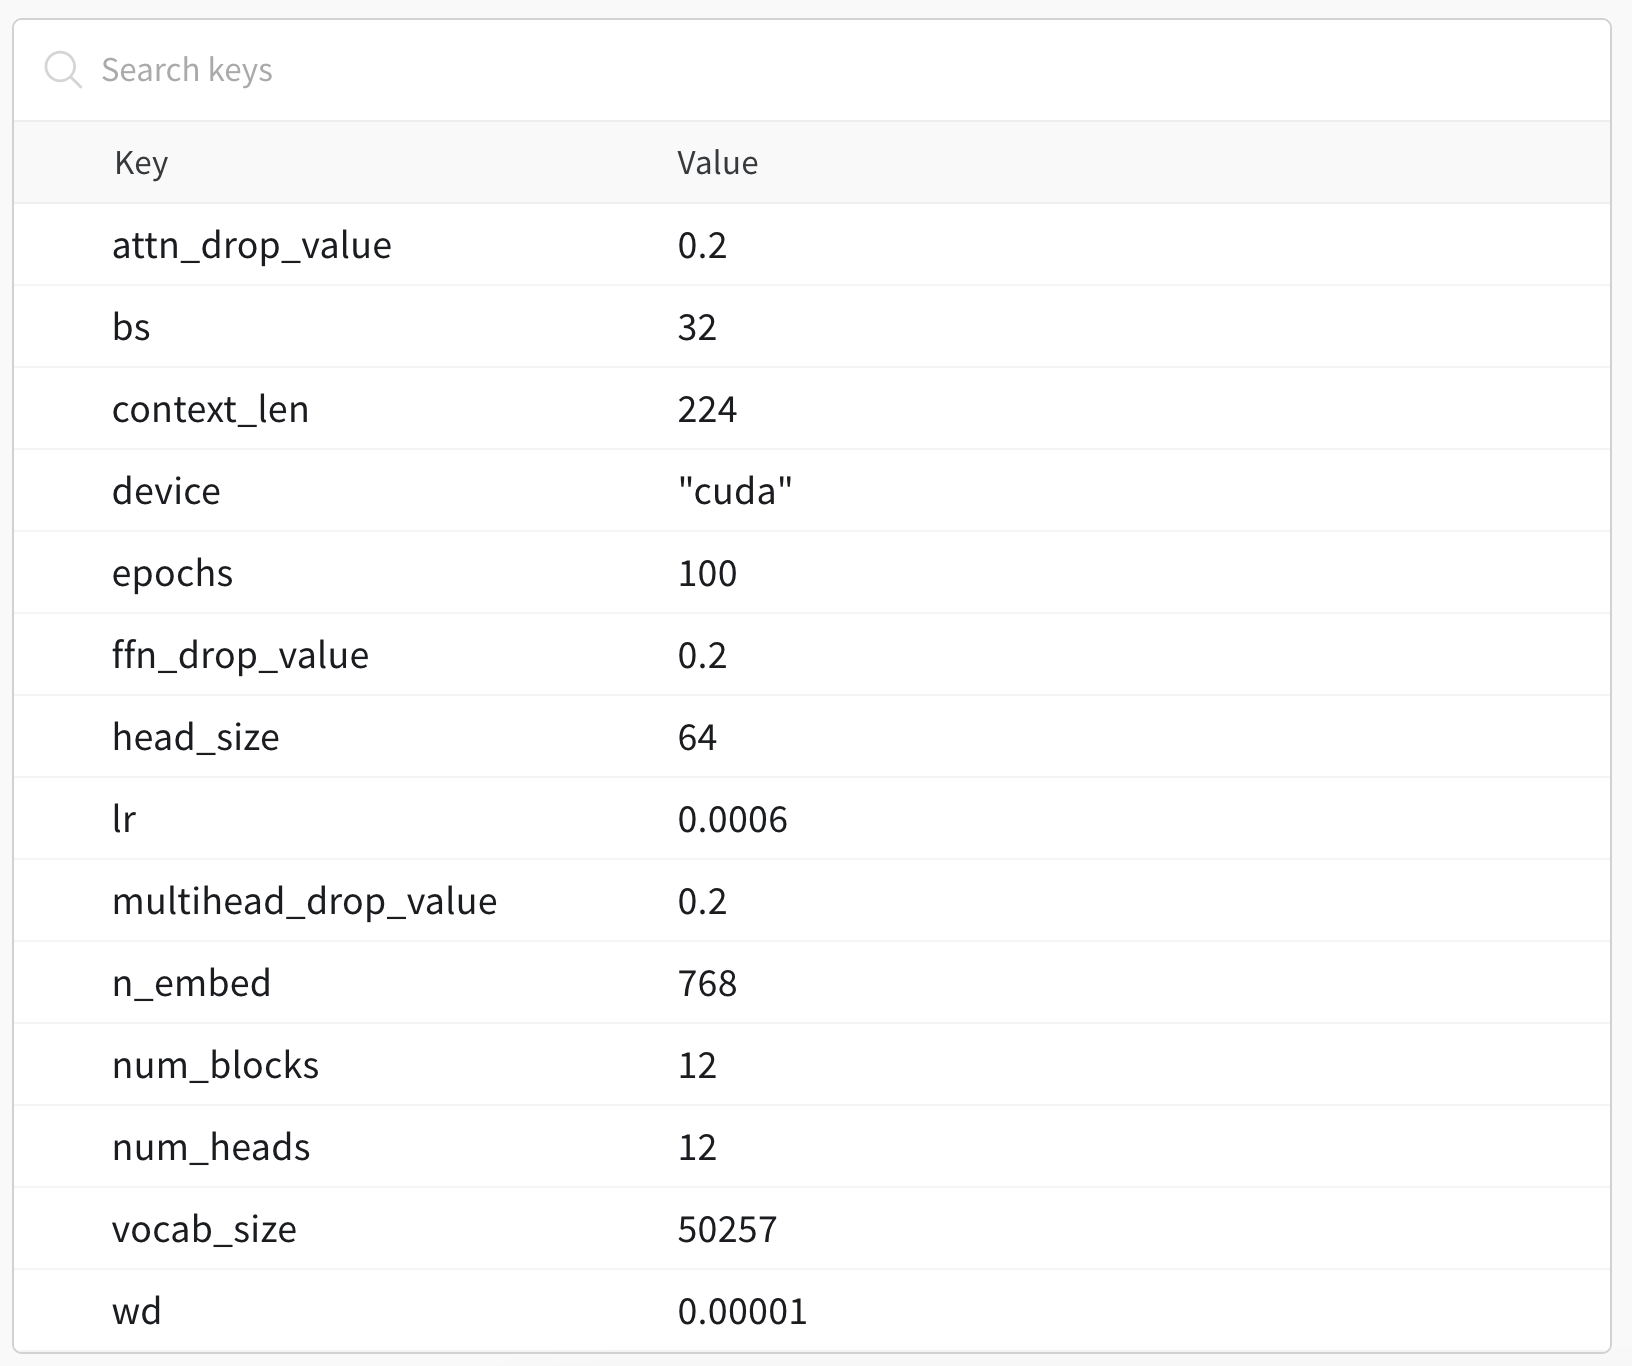 Search keys
Key Value
attn_drop_value 0.2
bs 32
context_len 224
device "cuda"
epochs 100
ffn_drop_value 0.2
head_size 64
lr 0.0006
multihead_drop_value 0.2
n_embed 768
num_blocks 12
num_heads 12
vocab_size 50257
wd 0.00001